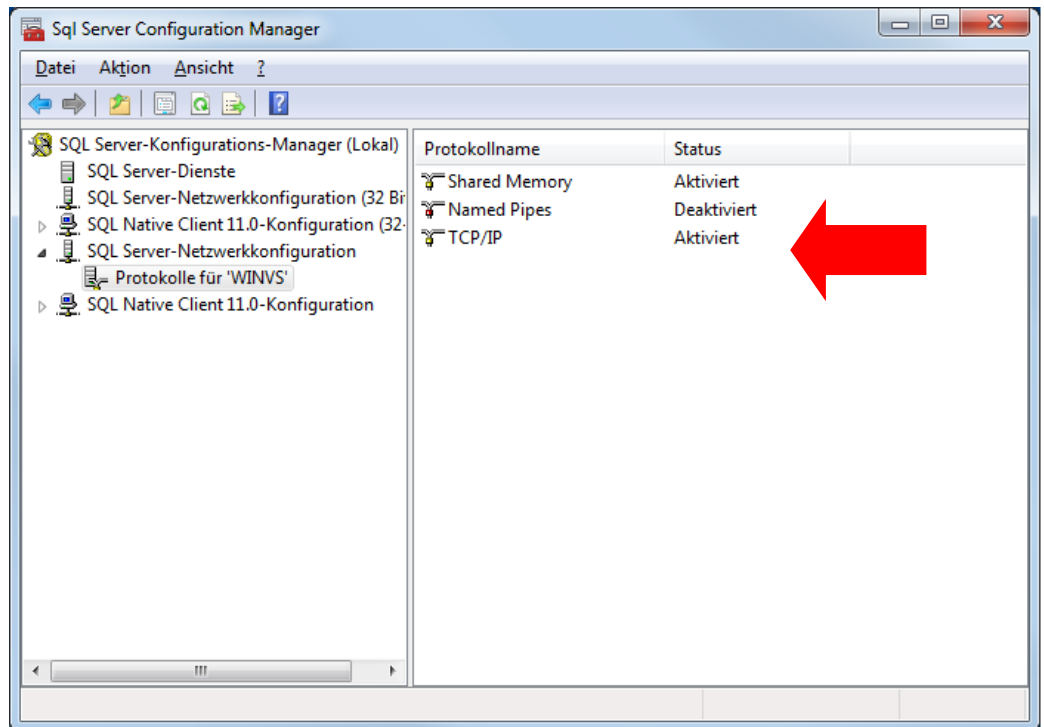 Sql Server Configuration Manager
Datei Aktion Ansicht ?
SQL Server-Konfigurations-Manager (Lokal)
SQL Server-Dienste
SQL Server-Netzwerkkonfiguration (32 Bi
SQL Native Client 11.0-Konfiguration (32-
SQL Server-Netzwerkkonfiguration
Protokolle für 'WINVS'
SQL Native Client 11.0-Konfiguration
Protokollname Status
Shared Memory Aktiviert
Named Pipes Deaktiviert
TCP/IP Aktiviert